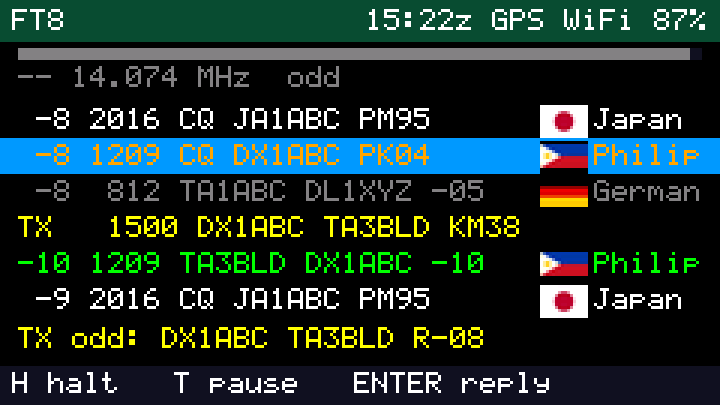 FT8 15:22z GPS WiFi 87%
-- 14.074 MHz odd
-8 2016 CQ JA1ABC PM95 Japan
-8 1209 CQ DX1ABC PK04 Philip
-8 812 TA1ABC DL1XYZ -05 German
TX 1500 DX1ABC TA3BLD KM38
-10 1209 TA3BLD DX1ABC -10 Philip
-9 2016 CQ JA1ABC PM95 Japan
TX odd: DX1ABC TA3BLD R-08
H halt T pause ENTER reply